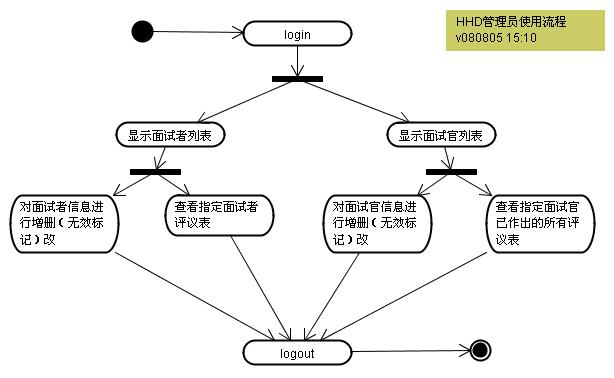 HHD管理员使用流程
v080805 15:10
login
显示面试者列表
显示面试官列表
对面试者信息进
行增删（无效标
记）改
查看指定面试者
评议表
对面试官信息进
行增删（无效标
记）改
查看指定面试官
已作出的所有评
议表
logout